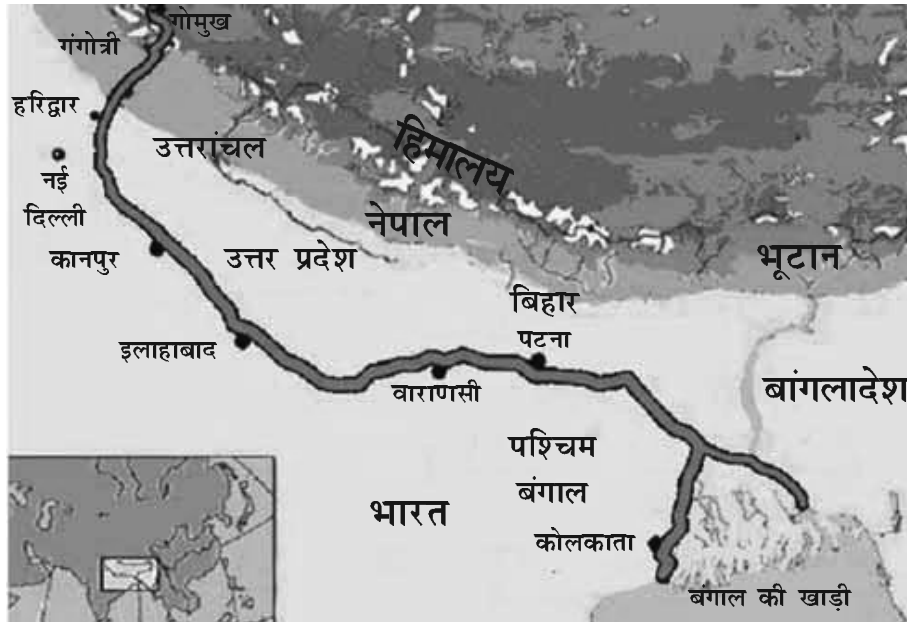 गोमुख
गंगोत्री
हरिद्वार
हिमालय
उत्तरांचल
नई
दिल्ली
नेपाल
कानपुर
उत्तर प्रदेश
भूटान
बिहार
पटना
इलाहाबाद
वाराणसी
बांगलादेश
पश्चिम
बंगाल
भारत
कोलकाता
बंगाल की खाड़ी